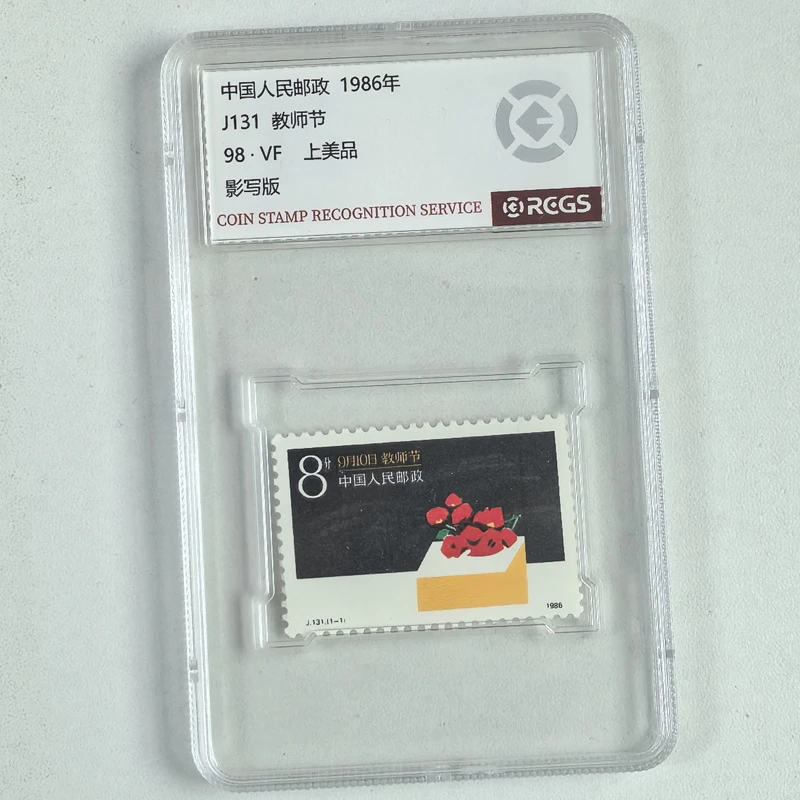 中国人民邮政 1986年
J131 教师节
98·VF 上美品
影写版
COIN STAMP RECOGNITION SERVICE
RCGS
8分
9月10日 教师节
中国人民邮政
J.131.(1-1)
1986